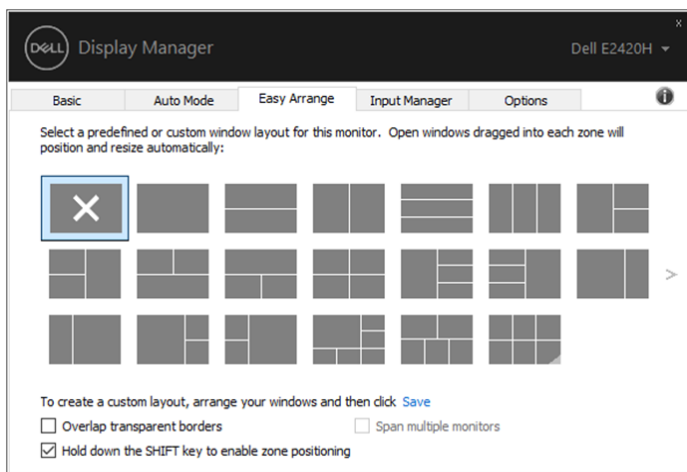 x
DELL Display Manager Dell E2420H
Basic Auto Mode Easy Arrange Input Manager Options
Select a predefined or custom window layout for this monitor. Open windows dragged into each zone will
position and resize automatically:
>
To create a custom layout, arrange your windows and then click Save
Overlap transparent borders Span multiple monitors
Hold down the SHIFT key to enable zone positioning